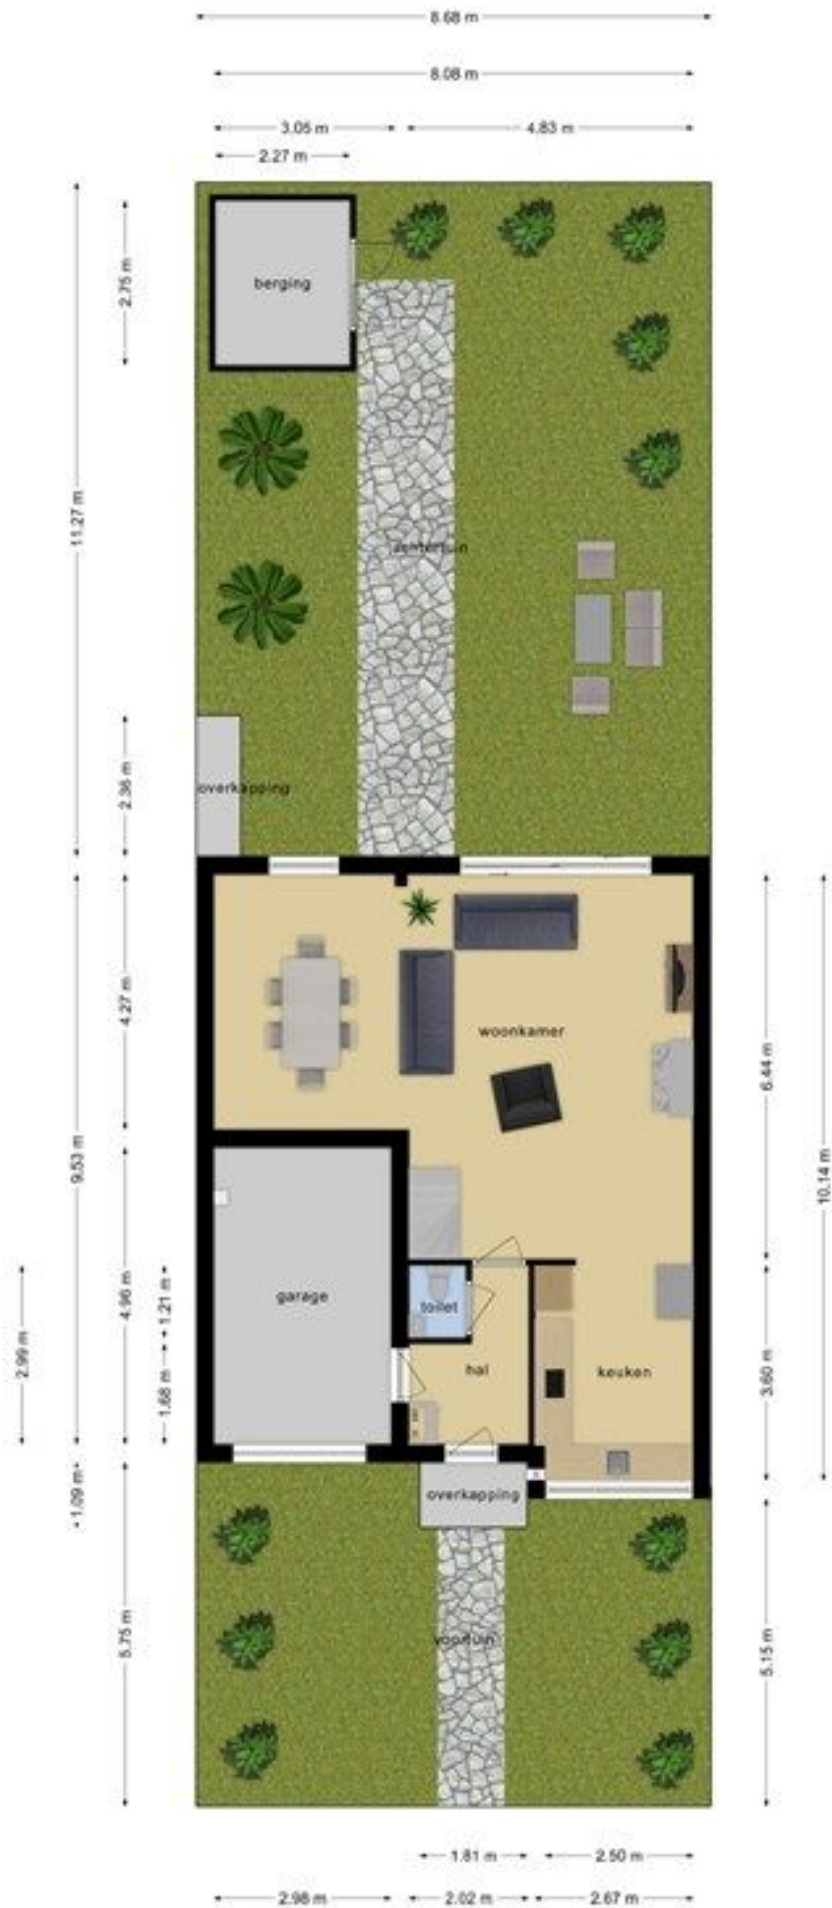 8.68 m
8.08 m
3.05 m
4.83 m
2.27 m
berging
2.75 m
11.27 m
achtertuin
2.36 m
overkapping
4.27 m
woonkamer
6.44 m
9.53 m
10.14 m
garage
4.96 m
1.21 m
toilet
2.99 m
1.68 m
hal
keuken
3.60 m
1.09 m
overkapping
voortuin
5.75 m
5.15 m
1.81 m
2.50 m
2.98 m
2.02 m
2.67 m